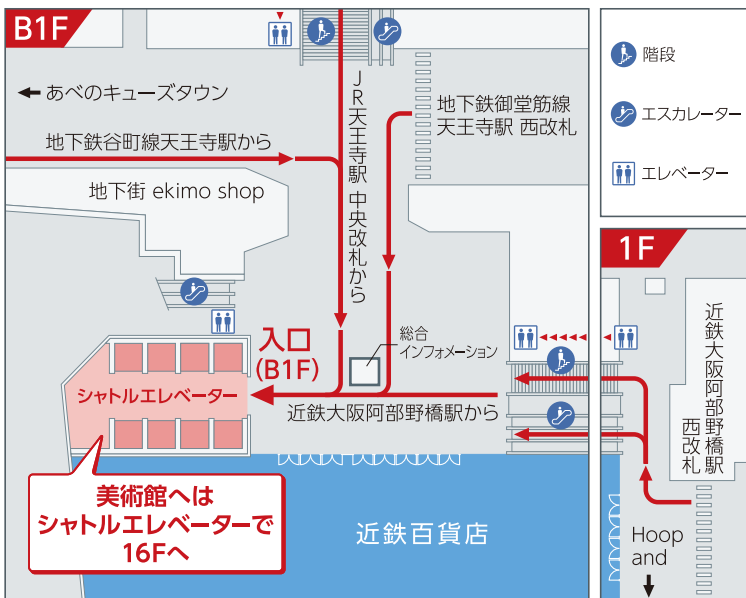 B1F
あべのキューズタウン
地下鉄谷町線天王寺駅から
地下街 ekimo shop
JR天王寺駅 中央改札から
地下鉄御堂筋線
天王寺駅 西改札
総合
インフォメーション
入口
(B1F)
シャトルエレベーター
近鉄大阪阿部野橋駅から
美術館へは
シャトルエレベーターで
16Fへ
近鉄百貨店
階段
エスカレーター
エレベーター
1F
近鉄大阪阿部野橋駅
西改札
Hoop
and